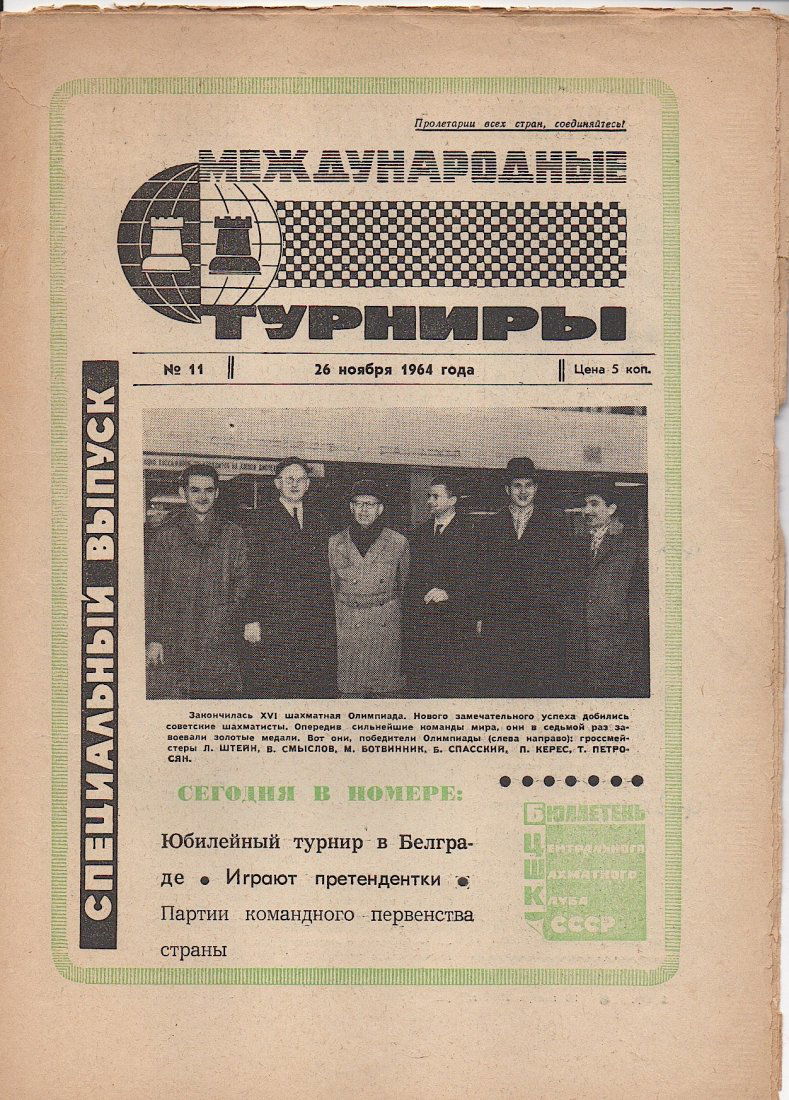 Пролетарии всех стран, соединяйтесь!
МЕЖДУНАРОДНЫЕ
ТУРНИРЫ
№ 11
26 ноября 1964 года
Цена 5 коп.
СПЕЦИАЛЬНЫЙ ВЫПУСК
Закончилась XVI шахматная Олимпиада. Нового замечательного успеха добились
советские шахматисты. Опередив сильнейшие команды мира, они в седьмой раз за-
воевали золотые медали. Вот они, победители Олимпиады (слева направо): гроссмей-
стеры Л. ШТЕЙН, В. СМЫСЛОВ, М. БОТВИННИК, Б. СПАССКИЙ, П. КЕРЕС, Т. ПЕТРО-
СЯН.
СЕГОДНЯ В НОМЕРЕ:
Юбилейный турнир в Белгра-
де ● Играют претендентки ●
Партии командного первенства
страны
БЮЛЛЕТЕНЬ
ЦЕНТРАЛЬНОГО
ШАХМАТНОГО
КЛУБА
СССР